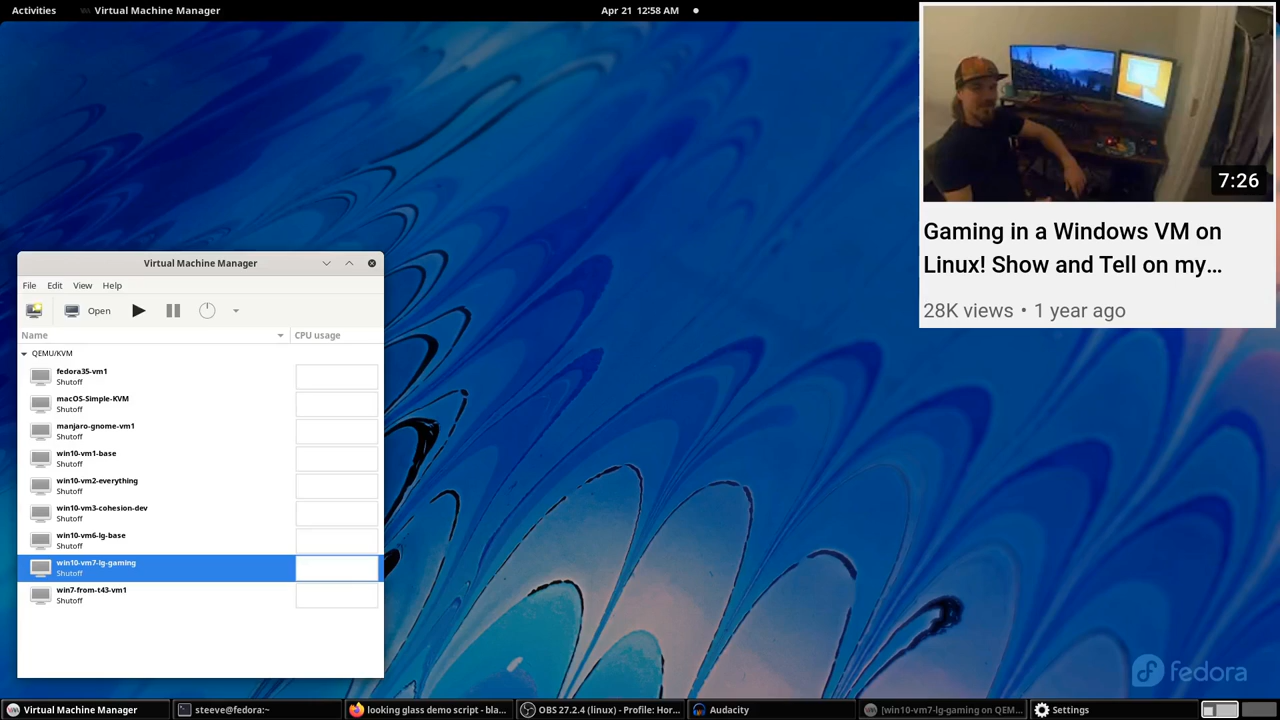 Activities
Virtual Machine Manager
Apr 21 12:58 AM
7:26
Gaming in a Windows VM on
Linux! Show and Tell on my...
28K views • 1 year ago
Virtual Machine Manager
File Edit View Help
Open
Name CPU usage
QEMU/KVM
fedora35-vm1
Shutoff
macOS-Simple-KVM
Shutoff
manjaro-gnome-vm1
Shutoff
win10-vm1-base
Shutoff
win10-vm2-everything
Shutoff
win10-vm3-cohesion-dev
Shutoff
win10-vm6-lg-base
Shutoff
win10-vm7-lg-gaming
Shutoff
win7-from-t43-vm1
Shutoff
fedora
Virtual Machine Manager
steeve@fedora:~
looking glass demo script - bla...
OBS 27.2.4 (linux) - Profile: Hor...
Audacity
[win10-vm7-lg-gaming on QEM...
Settings